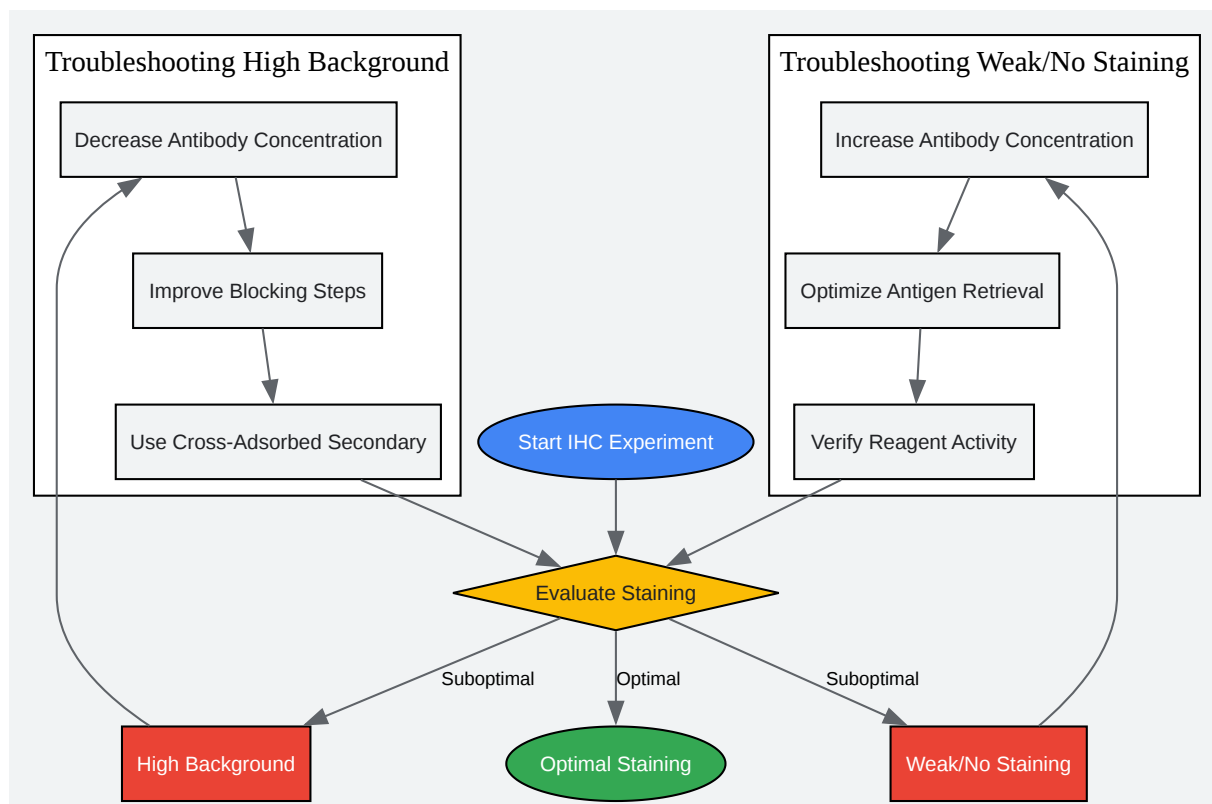 Troubleshooting High Background
Decrease Antibody Concentration
Improve Blocking Steps
Use Cross-Adsorbed Secondary
Troubleshooting Weak/No Staining
Increase Antibody Concentration
Optimize Antigen Retrieval
Verify Reagent Activity
Start IHC Experiment
Evaluate Staining
Suboptimal
Optimal
Suboptimal
High Background
Optimal Staining
Weak/No Staining